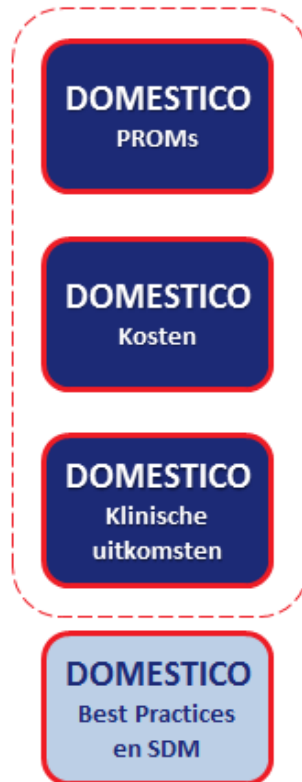 DOMESTICO
PROMs
DOMESTICO
Kosten
DOMESTICO
Klinische
uitkomsten
DOMESTICO
Best Practices
en SDM